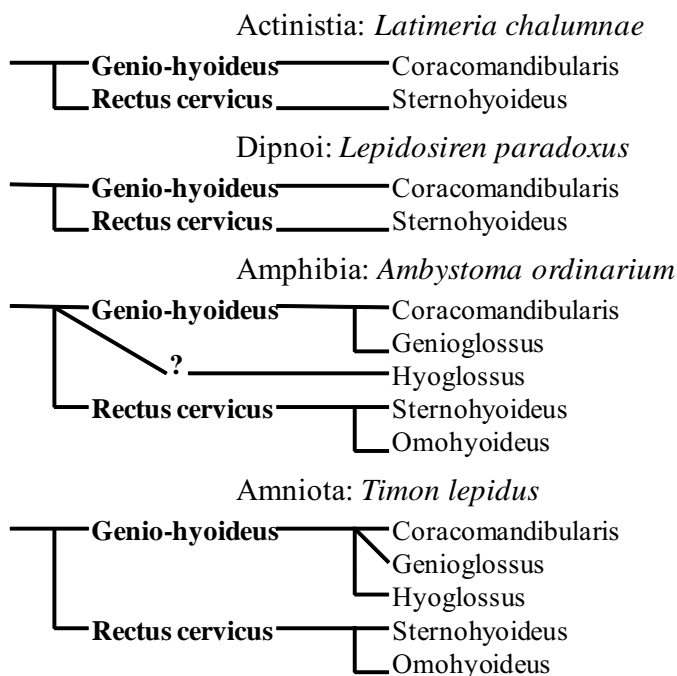 Actinistia: Latimeria chalumnae
Genio-hyoideus Coracomandibularis
Rectus cervicus Sternohyoideus
Dipnoi: Lepidosiren paradoxus
Genio-hyoideus Coracomandibularis
Rectus cervicus Sternohyoideus
Amphibia: Ambystoma ordinarium
Genio-hyoideus Coracomandibularis
Genioglossus
? Hyoglossus
Rectus cervicus Sternohyoideus
Omohyoideus
Amniota: Timon lepidus
Genio-hyoideus Coracomandibularis
Genioglossus
Hyoglossus
Rectus cervicus Sternohyoideus
Omohyoideus